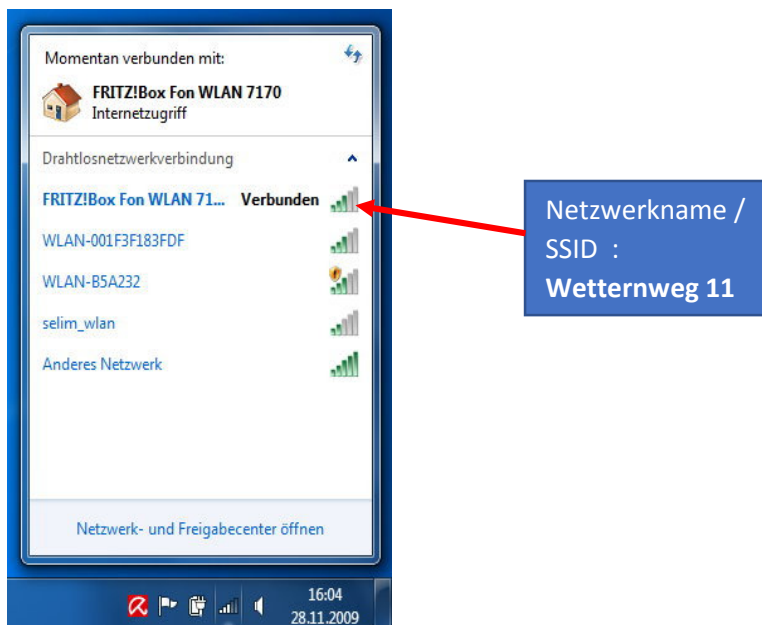 Momentan verbunden mit:
FRITZ!Box Fon WLAN 7170
Internetzugriff
Drahtlosnetzwerkverbindung
FRITZ!Box Fon WLAN 71... Verbunden
WLAN-001F3F183FDF
WLAN-B5A232
selim_wlan
Anderes Netzwerk
Netzwerk- und Freigabecenter öffnen
16:04
28.11.2009
Netzwerkname /
SSID :
Wetternweg 11